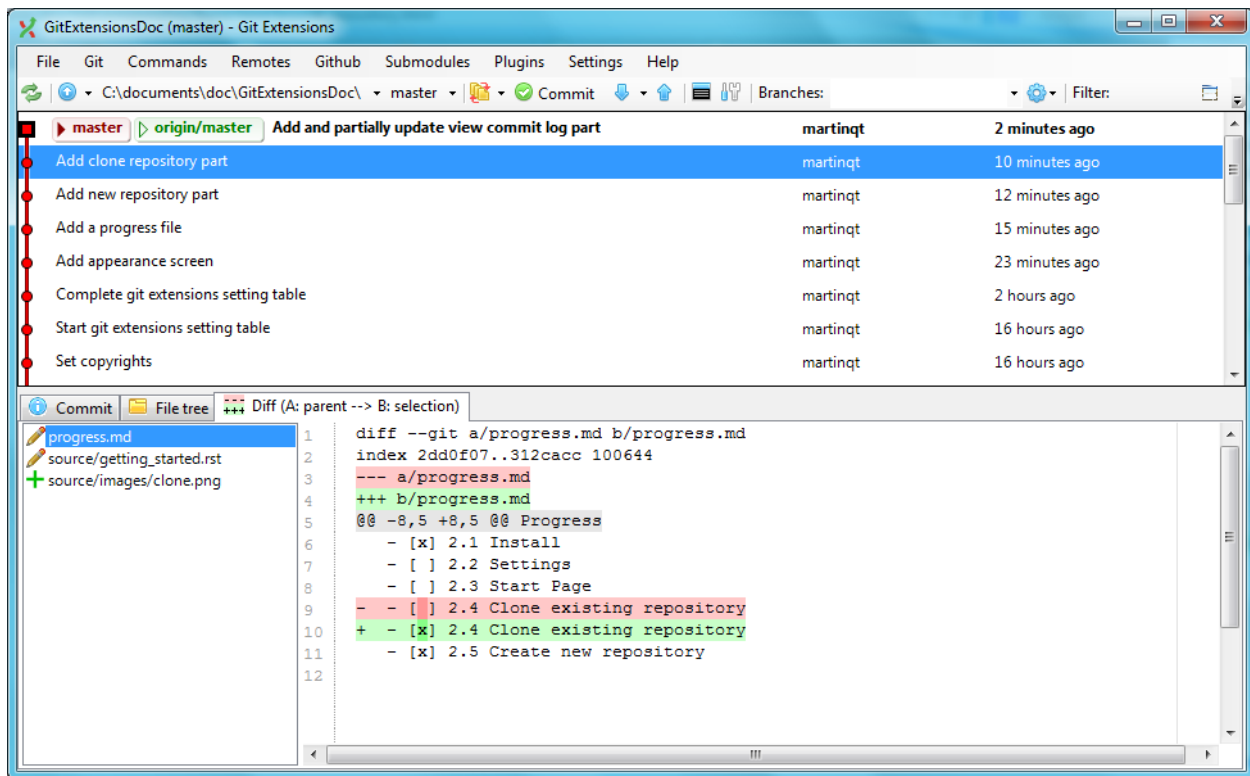 GitExtensionsDoc (master) - Git Extensions
File Git Commands Remotes Github Submodules Plugins Settings Help
C:\documents\doc\GitExtensionsDoc\ master Commit Branches: Filter:
master origin/master Add and partially update view commit log part martinqt 2 minutes ago
Add clone repository part martinqt 10 minutes ago
Add new repository part martinqt 12 minutes ago
Add a progress file martinqt 15 minutes ago
Add appearance screen martinqt 23 minutes ago
Complete git extensions setting table martinqt 2 hours ago
Start git extensions setting table martinqt 16 hours ago
Set copyrights martinqt 16 hours ago
Commit File tree Diff (A: parent --> B: selection)
progress.md
source/getting_started.rst
source/images/clone.png
1 diff --git a/progress.md b/progress.md
2 index 2dd0f07..312cacc 100644
3 --- a/progress.md
4 +++ b/progress.md
5 @@ -8,5 +8,5 @@ Progress
6 - [x] 2.1 Install
7 - [ ] 2.2 Settings
8 - [ ] 2.3 Start Page
9 - - [ ] 2.4 Clone existing repository
10 + - [x] 2.4 Clone existing repository
11 - [x] 2.5 Create new repository
12